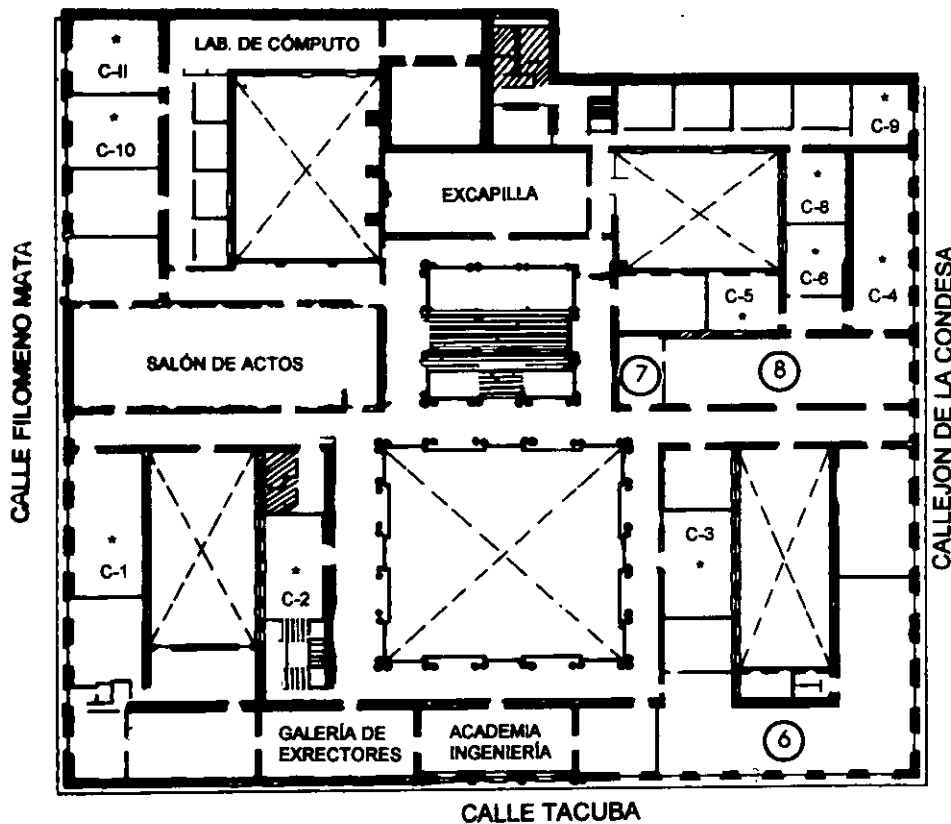 LAB. DE CÓMPUTO
C-II
C-10
C-9
EXCAPILLA
C-8
C-6
C-5
C-4
SALÓN DE ACTOS
7
8
CALLE FILOMENO MATA
CALLEJON DE LA CONDESA
C-1
C-2
C-3
GALERÍA DE
EXRECTORES
ACADEMIA
INGENIERÍA
6
CALLE TACUBA